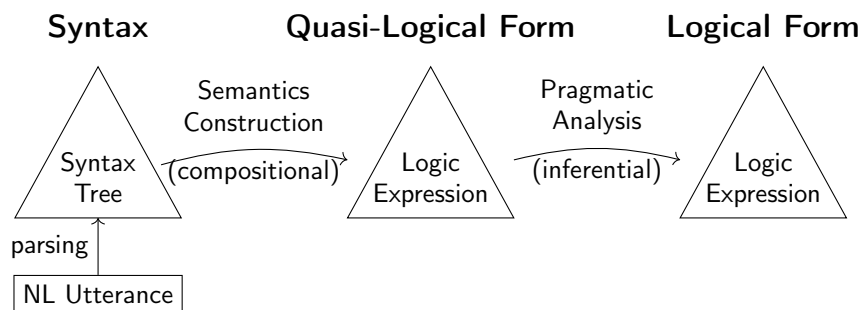 Syntax
Quasi-Logical Form
Logical Form
Semantics
Construction
(compositional)
Pragmatic
Analysis
(inferential)
Syntax
Tree
Logic
Expression
Logic
Expression
parsing
NL Utterance